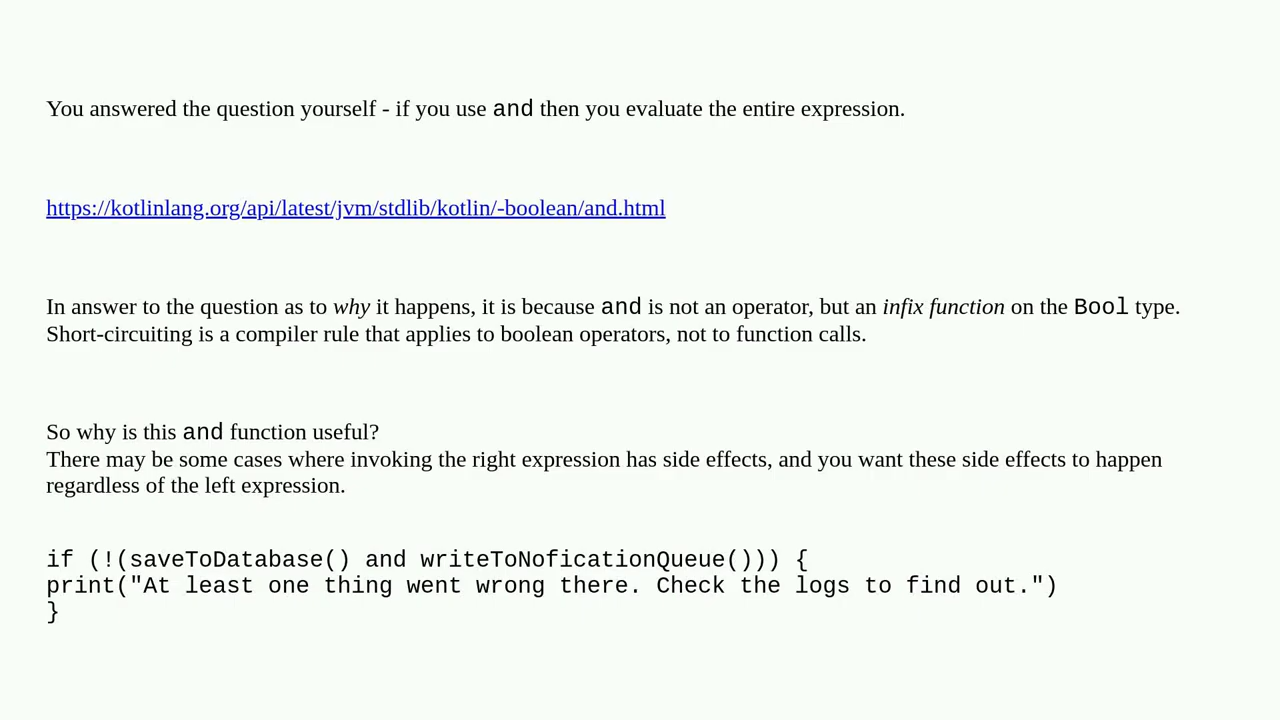 You answered the question yourself - if you use and then you evaluate the entire expression.
https://kotlinlang.org/api/latest/jvm/stdlib/kotlin/-boolean/and.html
In answer to the question as to why it happens, it is because and is not an operator, but an infix function on the Bool type.
Short-circuiting is a compiler rule that applies to boolean operators, not to function calls.
So why is this and function useful?
There may be some cases where invoking the right expression has side effects, and you want these side effects to happen
regardless of the left expression.
if (!(saveToDatabase() and writeToNoficationQueue())) {
print("At least one thing went wrong there. Check the logs to find out.")
}